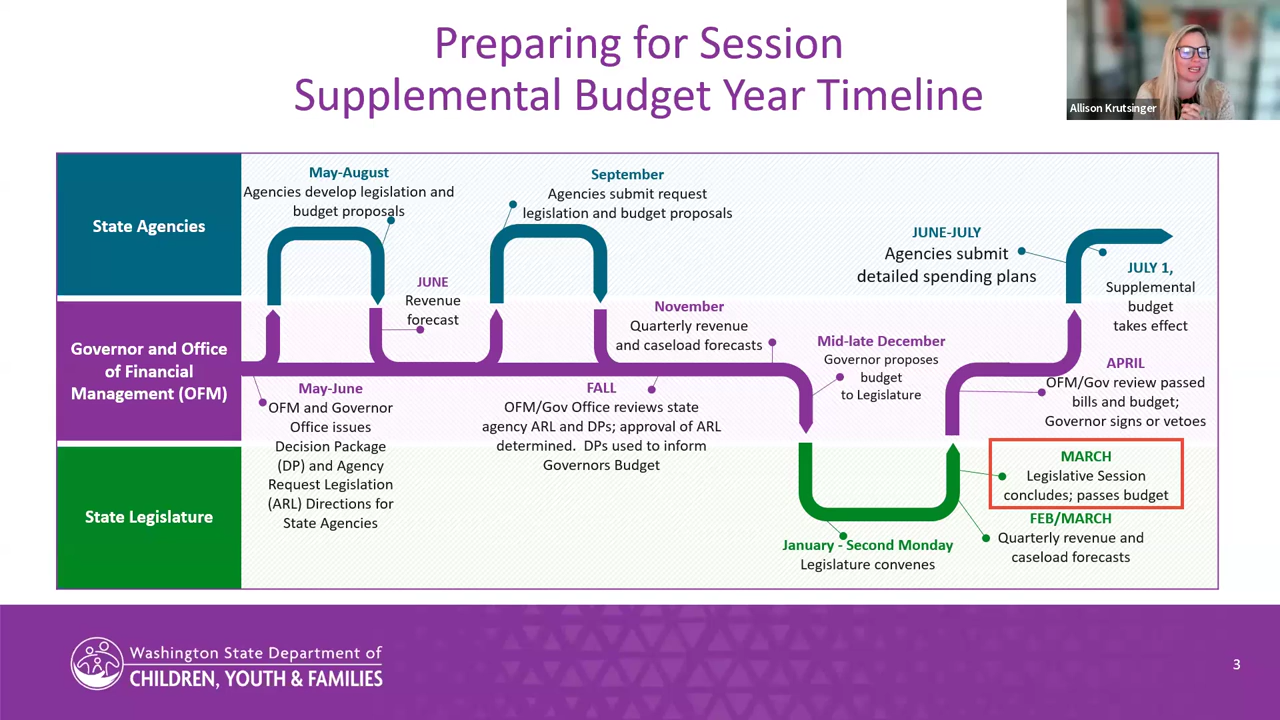 Preparing for Session
Supplemental Budget Year Timeline
Allison Krutsinger
State Agencies
May-August
Agencies develop legislation and
budget proposals
September
Agencies submit request
legislation and budget proposals
JUNE-JULY
Agencies submit
detailed spending plans
JULY 1,
Supplemental
budget
takes effect
Governor and Office
of Financial
Management (OFM)
JUNE
Revenue
forecast
November
Quarterly revenue
and caseload forecasts
Mid-late December
Governor proposes
budget
to Legislature
APRIL
OFM/Gov review passed
bills and budget;
Governor signs or vetoes
May-June
OFM and Governor
Office issues
Decision Package
(DP) and Agency
Request Legislation
(ARL) Directions for
State Agencies
FALL
OFM/Gov Office reviews state
agency ARL and DPs; approval of ARL
determined. DPs used to inform
Governors Budget
State Legislature
January - Second Monday
Legislature convenes
MARCH
Legislative Session
concludes; passes budget
FEB/MARCH
Quarterly revenue and
caseload forecasts
Washington State Department of
CHILDREN, YOUTH & FAMILIES
3